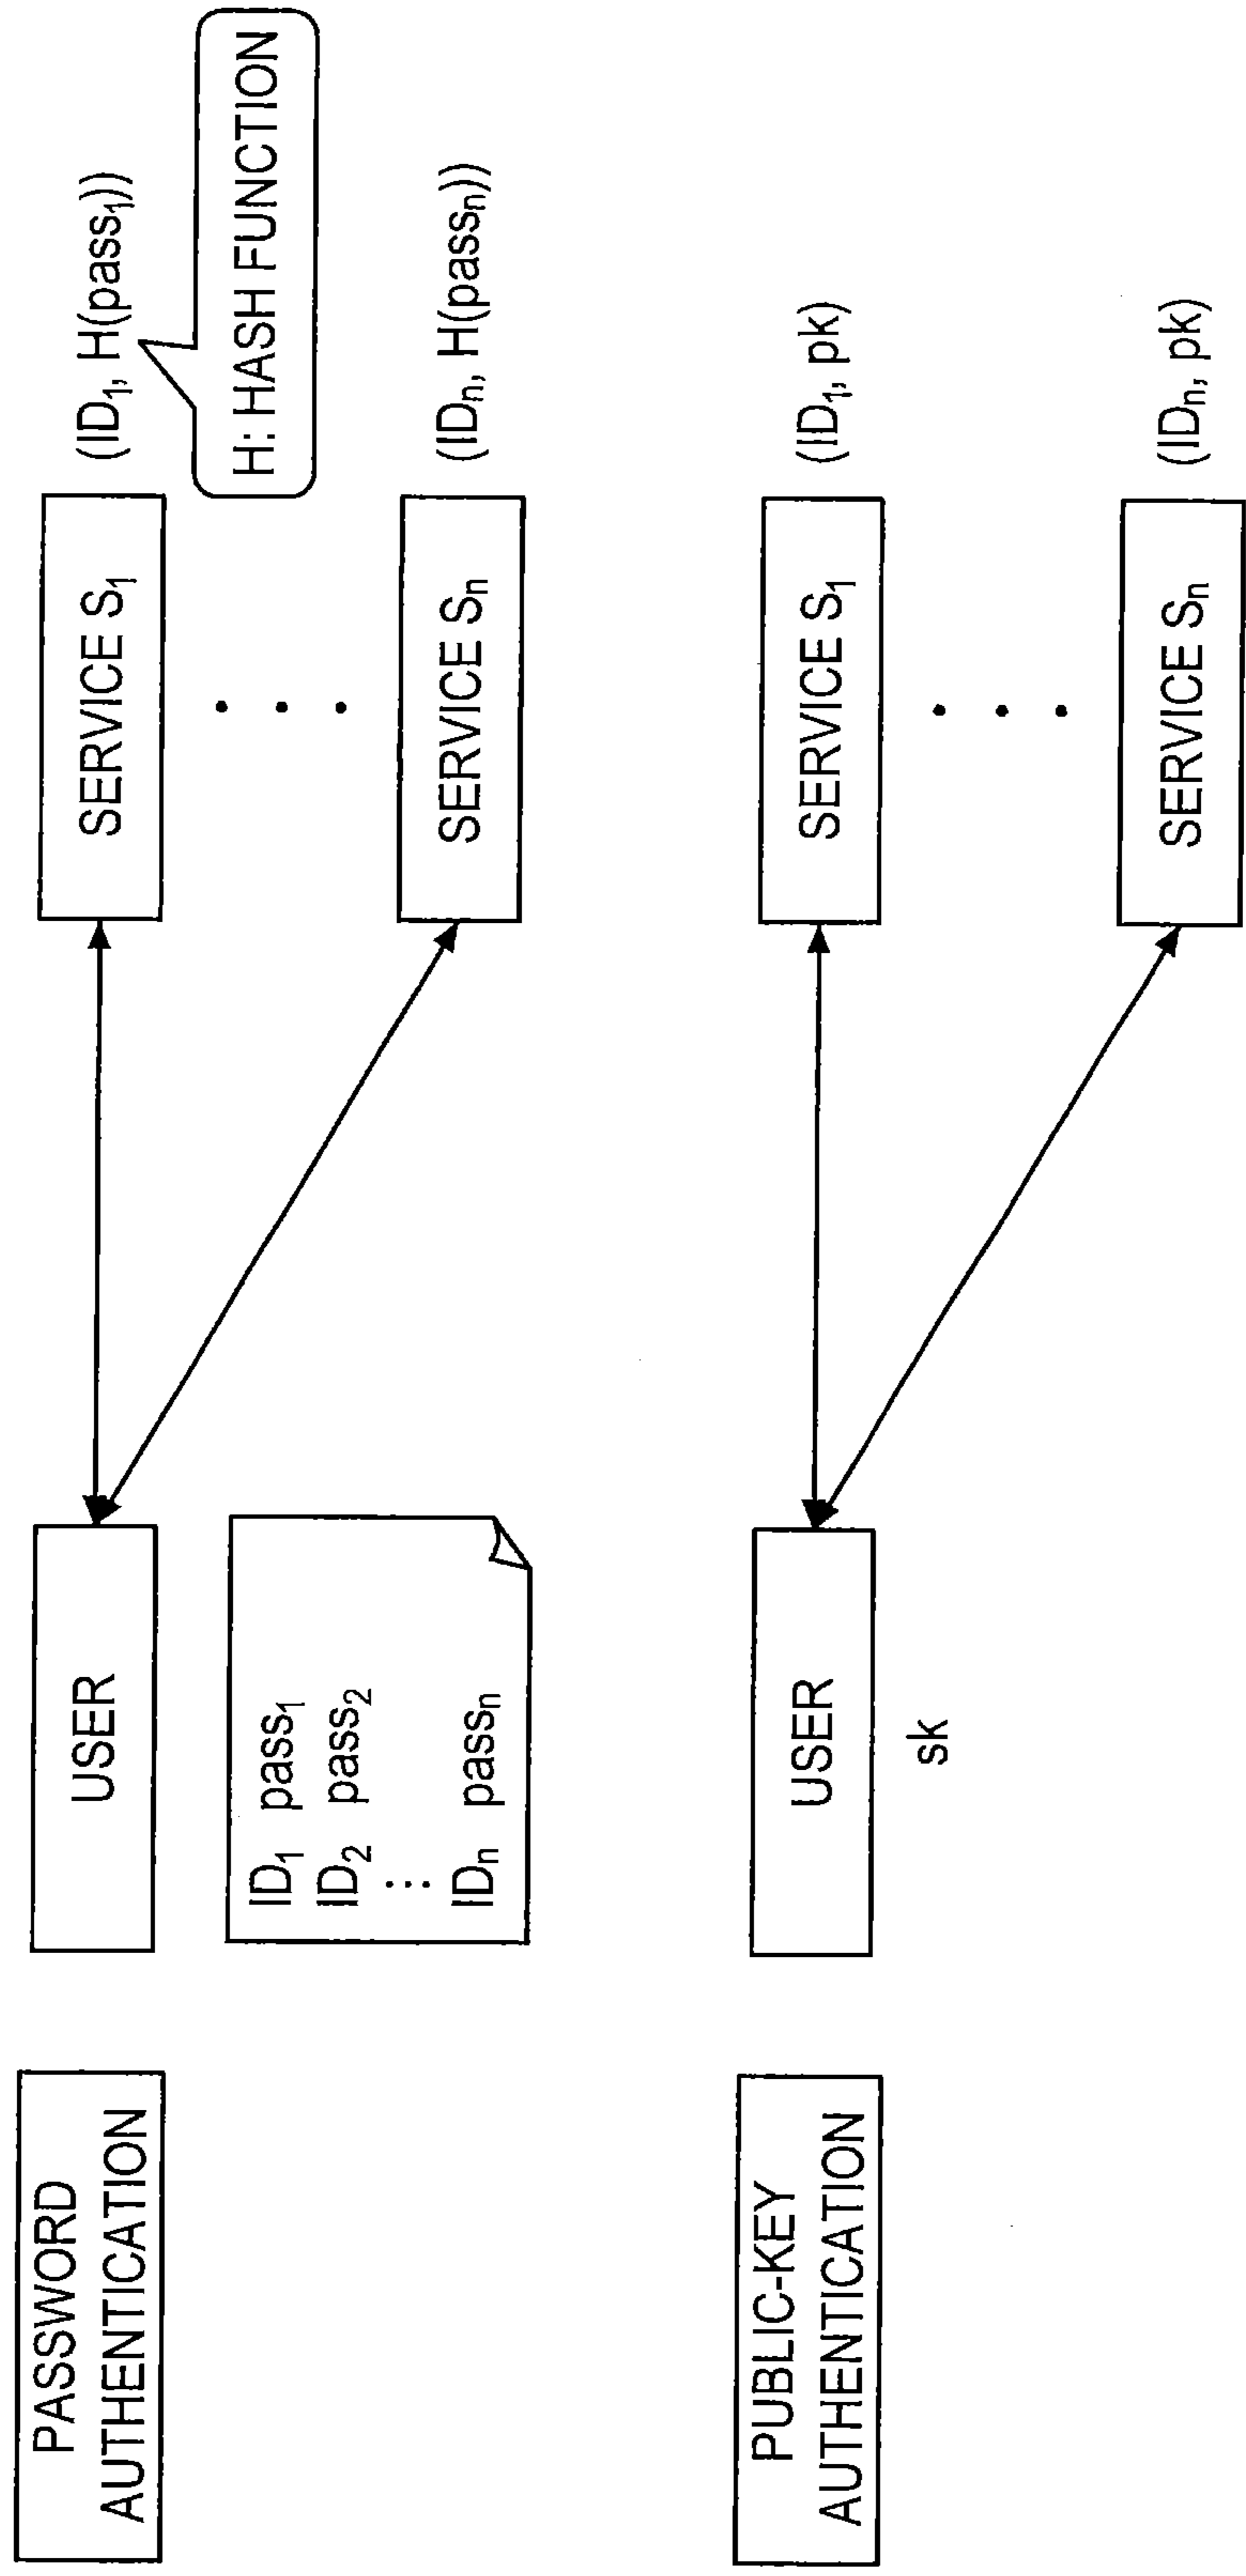 PASSWORD
AUTHENTICATION
USER
ID₁ pass₁
ID₂ pass₂
⋮
IDₙ passₙ
SERVICE S₁
(ID₁, H(pass₁))
H: HASH FUNCTION
SERVICE Sₙ
(IDₙ, H(passₙ))
PUBLIC-KEY
AUTHENTICATION
USER
sk
SERVICE S₁
(ID₁, pk)
SERVICE Sₙ
(IDₙ, pk)